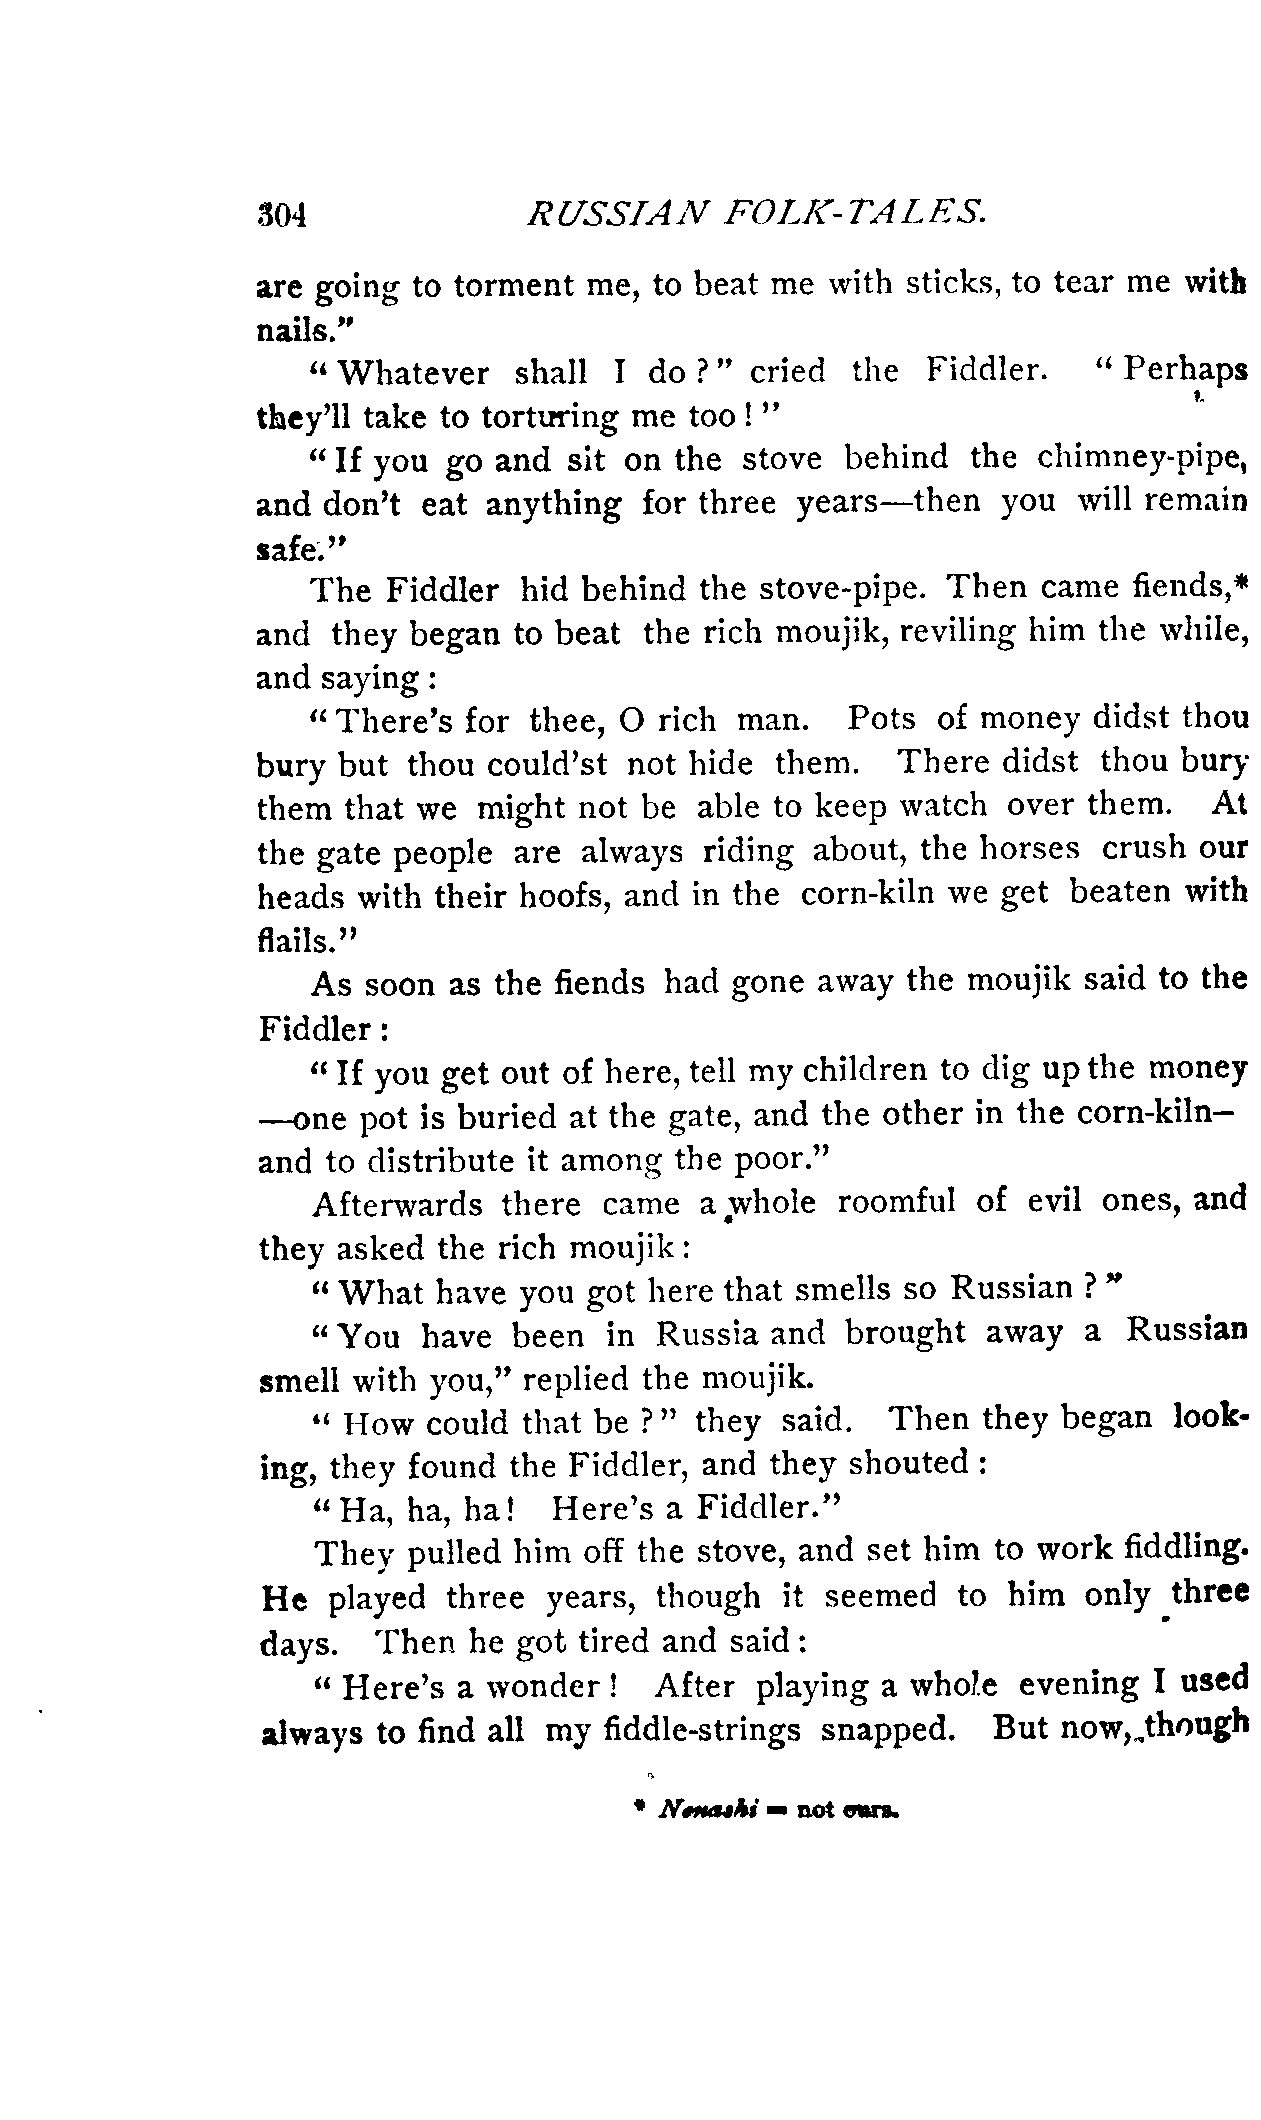 304 RUSSIAN FOLK-TALES.
are going to torment me, to beat me with sticks, to tear me with
nails."
"Whatever shall I do?" cried the Fiddler. "Perhaps
they'll take to torturing me too!"
"If you go and sit on the stove behind the chimney-pipe,
and don't eat anything for three years—then you will remain
safe."
The Fiddler hid behind the stove-pipe. Then came fiends,*
and they began to beat the rich moujik, reviling him the while,
and saying:
"There's for thee, O rich man. Pots of money didst thou
bury but thou could'st not hide them. There didst thou bury
them that we might not be able to keep watch over them. At
the gate people are always riding about, the horses crush our
heads with their hoofs, and in the corn-kiln we get beaten with
flails."
As soon as the fiends had gone away the moujik said to the
Fiddler:
"If you get out of here, tell my children to dig up the money
—one pot is buried at the gate, and the other in the corn-kiln—
and to distribute it among the poor."
Afterwards there came a whole roomful of evil ones, and
they asked the rich moujik:
"What have you got here that smells so Russian?"
"You have been in Russia and brought away a Russian
smell with you," replied the moujik.
"How could that be?" they said. Then they began look-
ing, they found the Fiddler, and they shouted:
"Ha, ha, ha! Here's a Fiddler."
They pulled him off the stove, and set him to work fiddling.
He played three years, though it seemed to him only three
days. Then he got tired and said:
"Here's a wonder! After playing a whole evening I used
always to find all my fiddle-strings snapped. But now, though
* Nenashi = not ours.